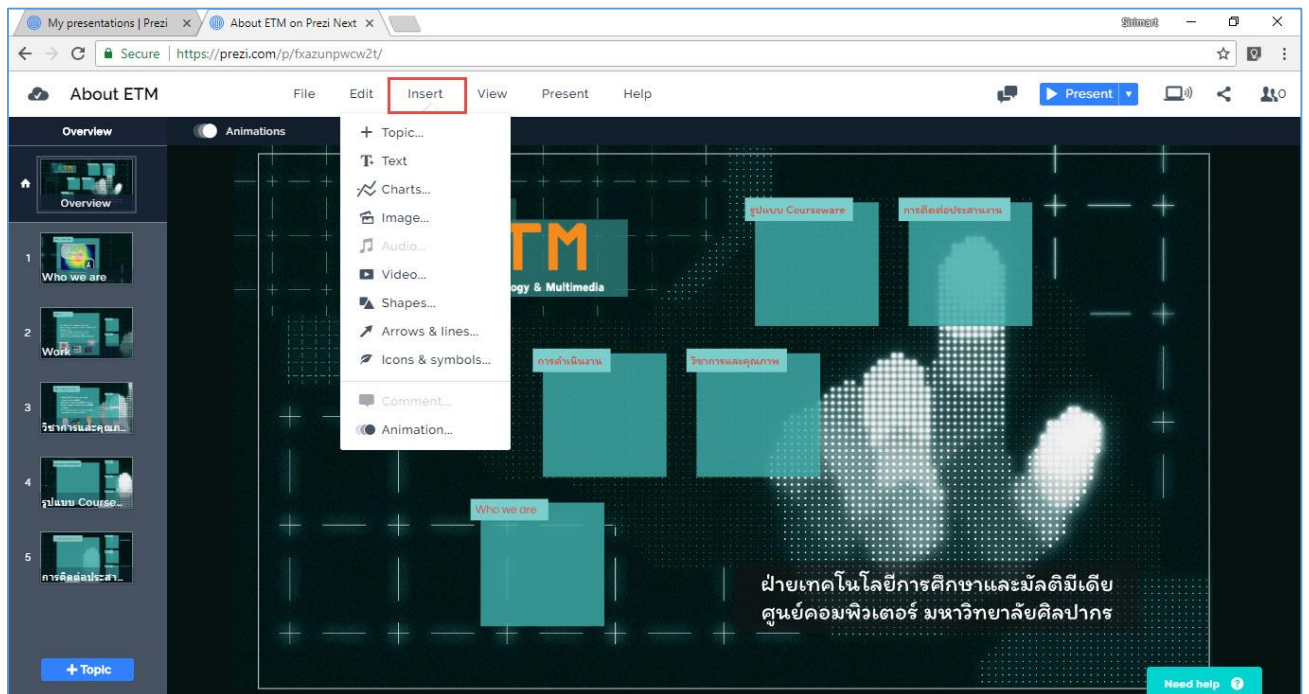 My presentations | Prezi
About ETM on Prezi Next
Sirimart
Secure
https://prezi.com/p/fxazunpwcw2t/
About ETM
File
Edit
Insert
View
Present
Help
Present
Overview
Animations
Topic...
Text
Charts...
Image...
Audio...
Video...
Shapes...
Arrows & lines...
Icons & symbols...
Comment...
Animation...
Overview
1
Who we are
2
Work
3
วิชาการและคุณภ...
4
รูปแบบ Course...
5
การติดต่อประสา...
+ Topic
TM
ogy & Multimedia
รูปแบบ Courseware
การติดต่อประสานงาน
การดำเนินงาน
วิชาการและคุณภาพ
Who we are
ฝ่ายเทคโนโลยีการศึกษาและมัลติมีเดีย
ศูนย์คอมพิวเตอร์ มหาวิทยาลัยศิลปากร
Need help ?